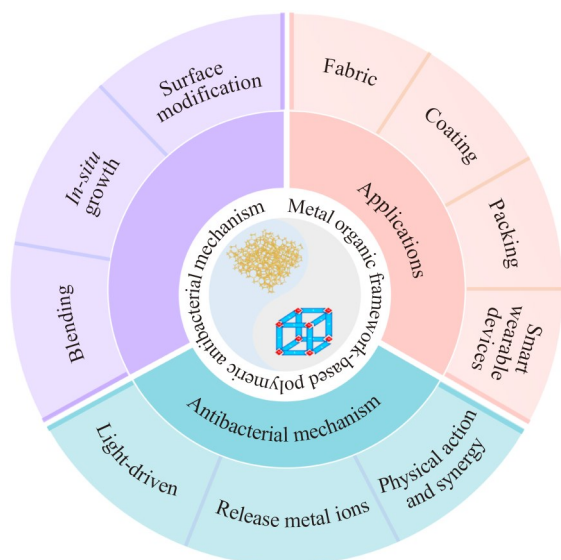 Surface
modification
In-situ
growth
Blending
Fabric
Coating
Packing
Smart
wearable
devices
Applications
Metal organic framework-based polymeric antibacterial mechanism
Antibacterial mechanism
Light-driven
Release metal ions
Physical action
and synergy